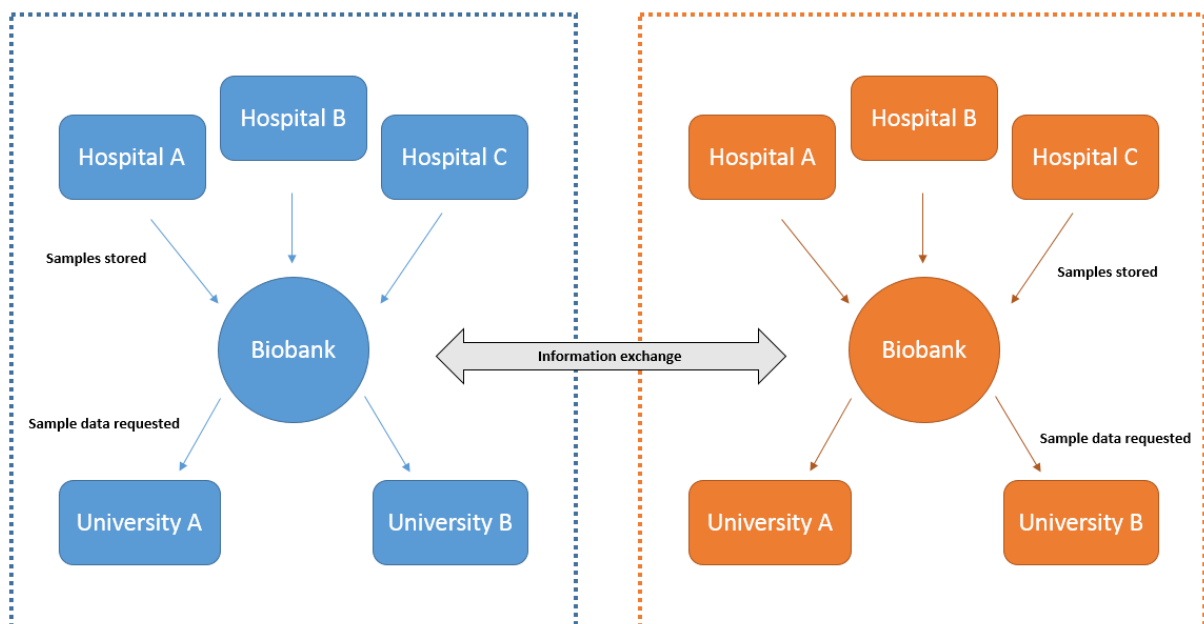 Hospital B
Hospital A
Hospital C
Samples stored
Biobank
Sample data requested
University A
University B
Information exchange
Hospital B
Hospital A
Hospital C
Samples stored
Biobank
Sample data requested
University A
University B